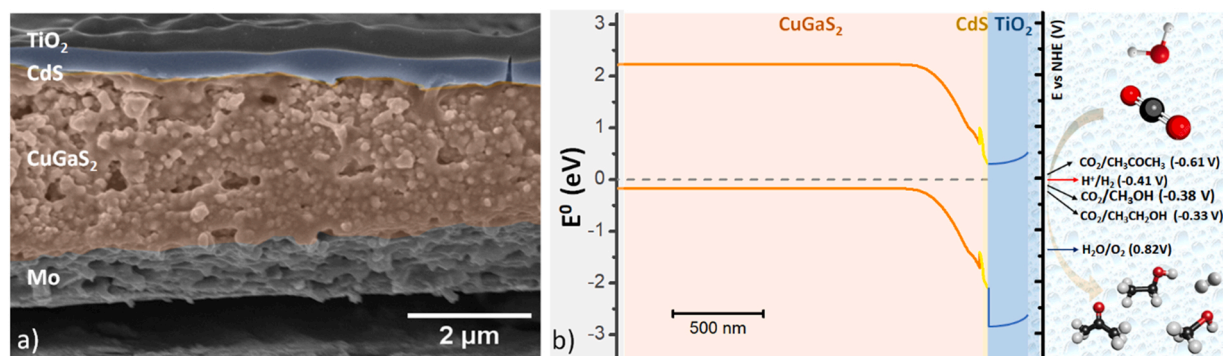 TiO₂
CdS
CuGaS₂
Mo
2 µm
a)
3
2
1
0
-1
-2
-3
E⁰ (eV)
b)
CuGaS₂
CdS
TiO₂
500 nm
E vs NHE (V)
CO₂/CH₃COCH₃ (-0.61 V)
H⁺/H₂ (-0.41 V)
CO₂/CH₃OH (-0.38 V)
CO₂/CH₃CH₂OH (-0.33 V)
H₂O/O₂ (0.82V)